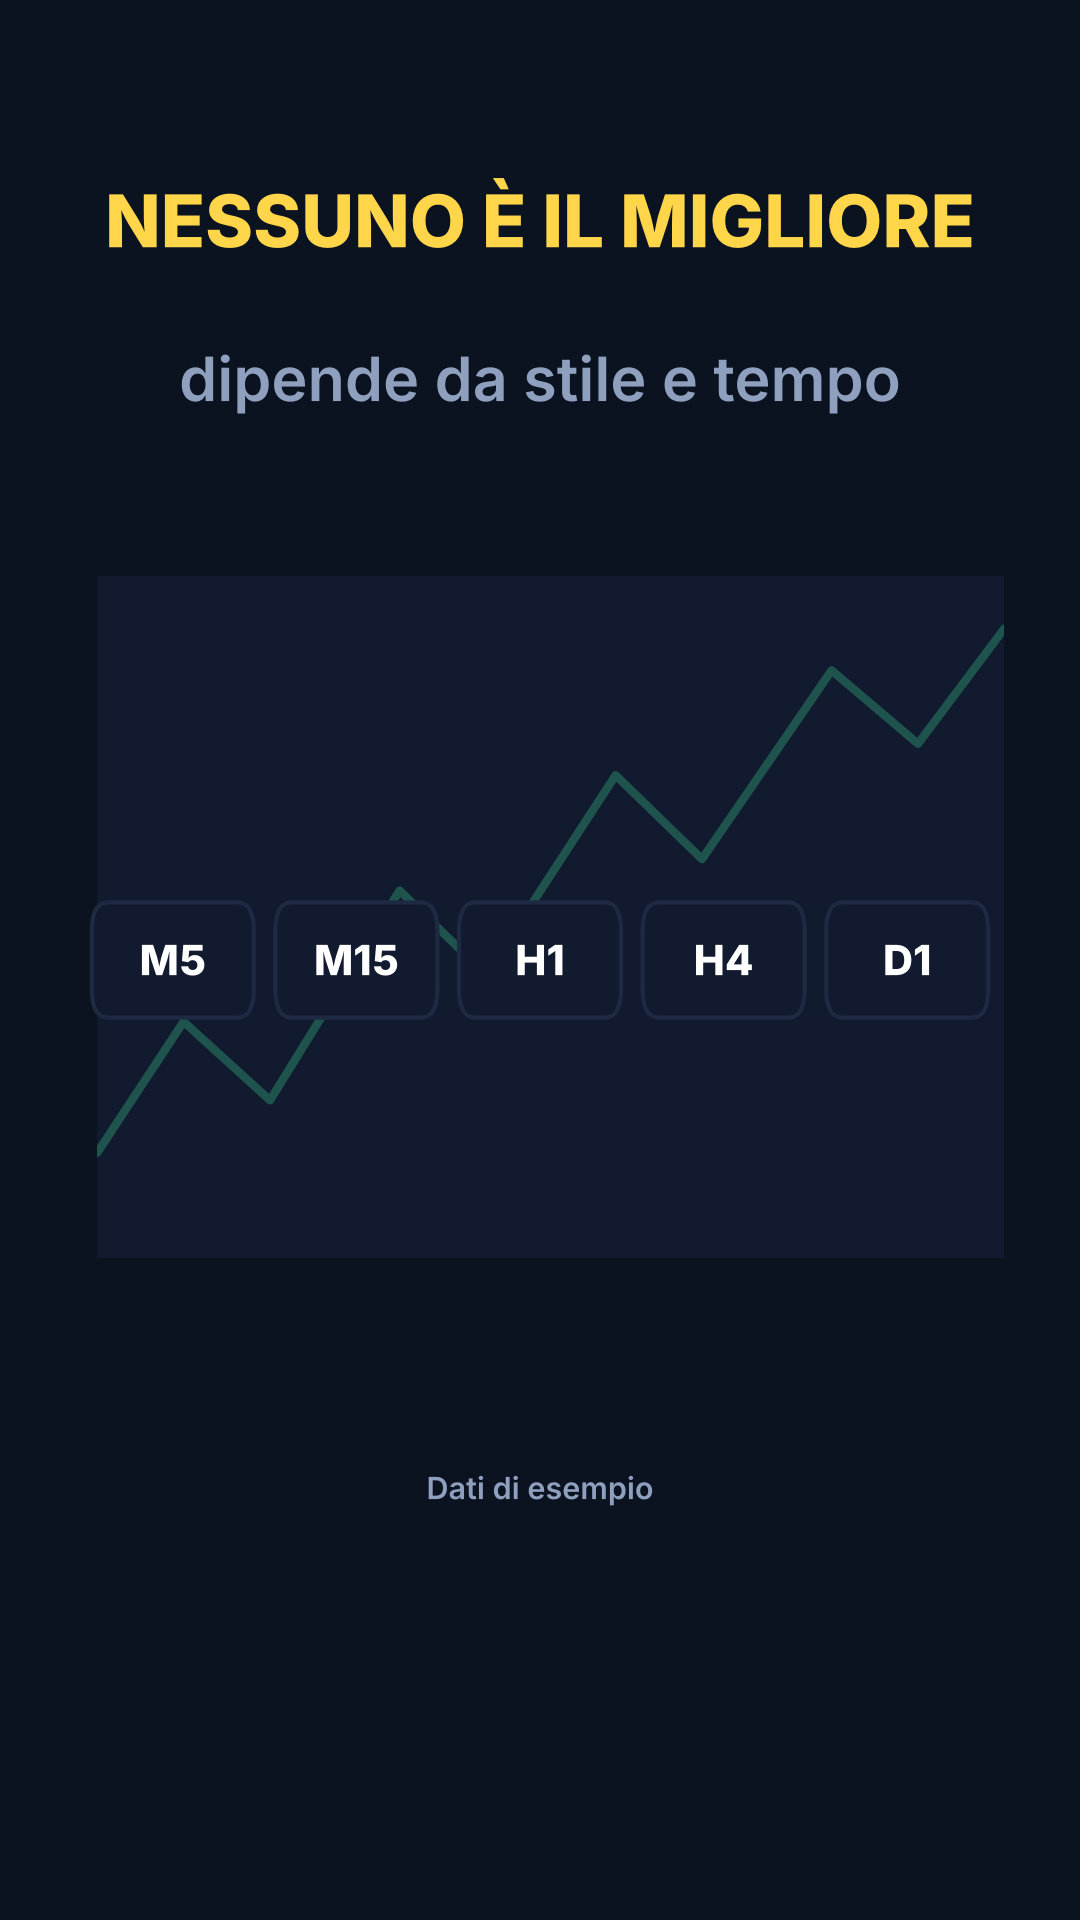 NESSUNO È IL MIGLIORE
dipende da stile e tempo
M5 M15 H1 H4 D1
Dati di esempio